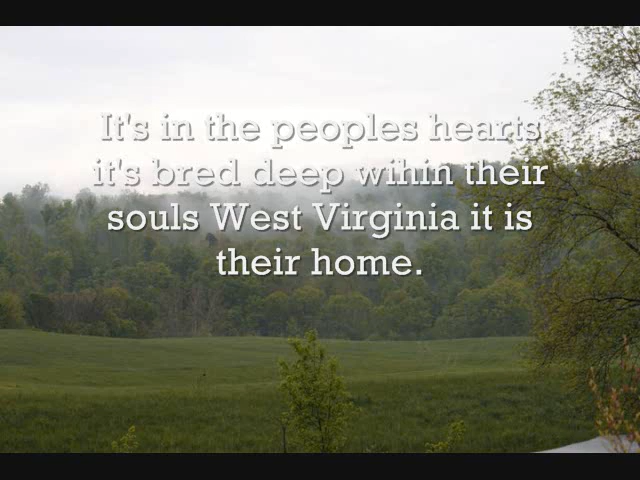 It's in the peoples hearts
it's bred deep wihin their
souls West Virginia it is
their home.